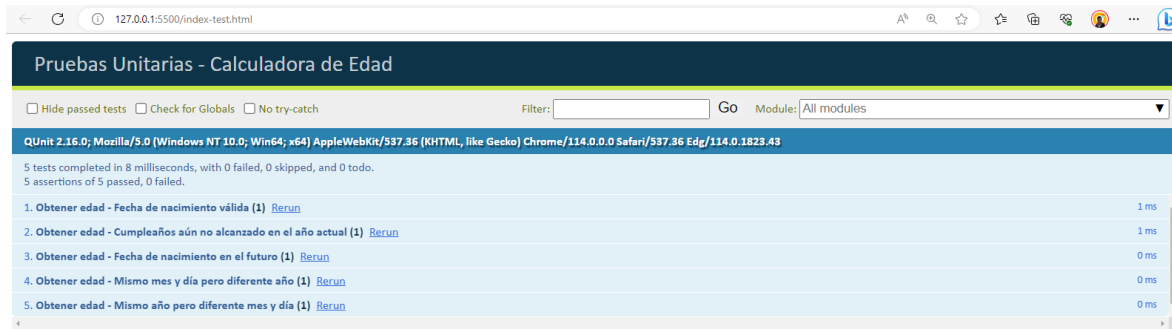 127.0.0.1:5500/index-test.html
Pruebas Unitarias - Calculadora de Edad
Hide passed tests Check for Globals No try-catch Filter: Go Module: All modules
QUnit 2.16.0; Mozilla/5.0 (Windows NT 10.0; Win64; x64) AppleWebKit/537.36 (KHTML, like Gecko) Chrome/114.0.0.0 Safari/537.36 Edg/114.0.1823.43
5 tests completed in 8 milliseconds, with 0 failed, 0 skipped, and 0 todo.
5 assertions of 5 passed, 0 failed.
1. Obtener edad - Fecha de nacimiento válida (1) Rerun 1 ms
2. Obtener edad - Cumpleaños aún no alcanzado en el año actual (1) Rerun 1 ms
3. Obtener edad - Fecha de nacimiento en el futuro (1) Rerun 0 ms
4. Obtener edad - Mismo mes y día pero diferente año (1) Rerun 0 ms
5. Obtener edad - Mismo año pero diferente mes y día (1) Rerun 0 ms